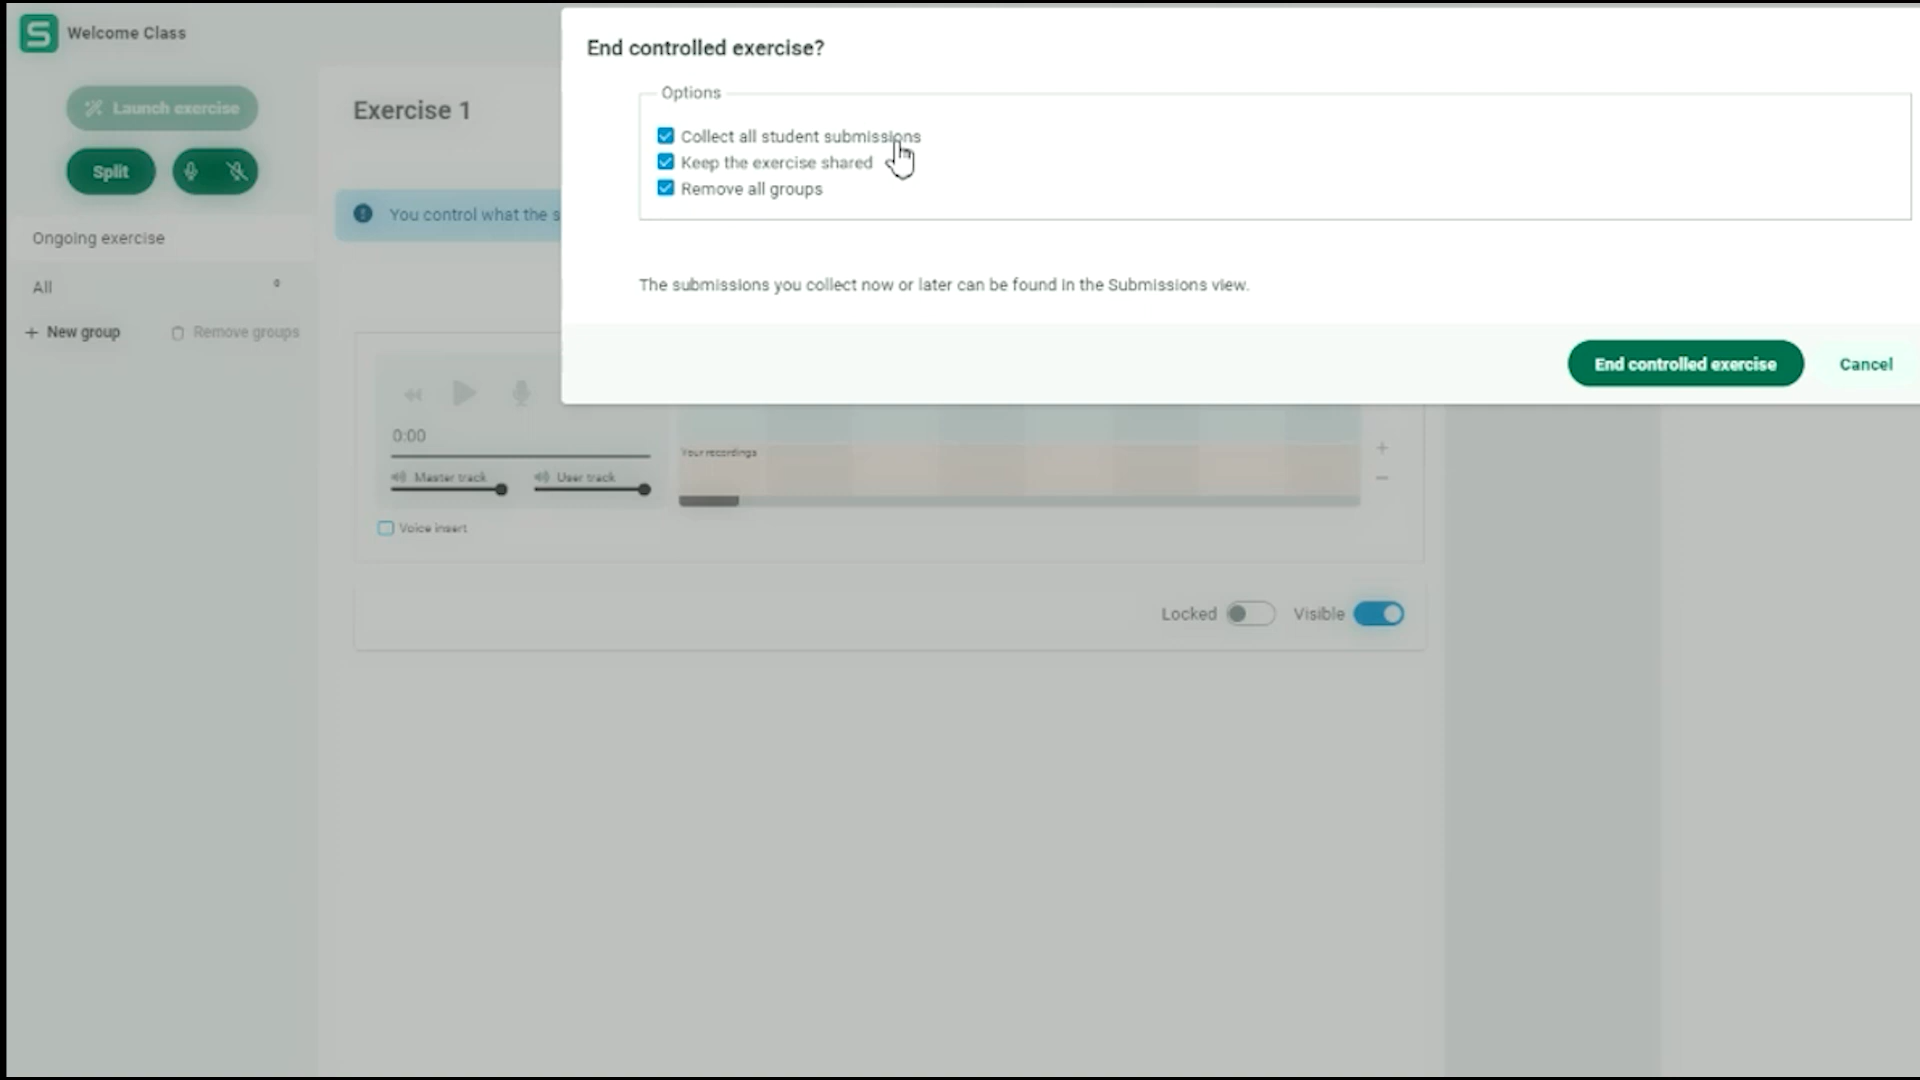 Welcome Class
Launch exercise
Split
Ongoing exercise
All
+ New group
Remove groups
Exercise 1
You control what the s
End controlled exercise?
Options
Collect all student submissions
Keep the exercise shared
Remove all groups
The submissions you collect now or later can be found in the Submissions view.
End controlled exercise
Cancel
0:00
Master track
User track
Voice insert
Your recordings
+
−
Locked
Visible